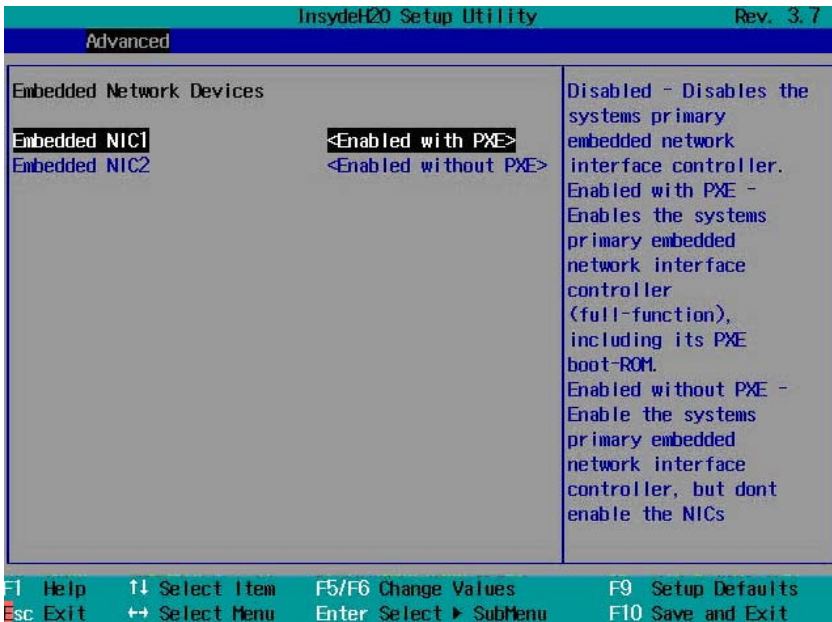 InsydeH2O Setup Utility Rev. 3.7
Advanced
Embedded Network Devices
Embedded NIC1 <Enabled with PXE>
Embedded NIC2 <Enabled without PXE>
Disabled - Disables the
systems primary
embedded network
interface controller.
Enabled with PXE -
Enables the systems
primary embedded
network interface
controller
(full-function),
including its PXE
boot-ROM.
Enabled without PXE -
Enable the systems
primary embedded
network interface
controller, but dont
enable the NICs
F1 Help ↑↓ Select Item F5/F6 Change Values F9 Setup Defaults
Esc Exit ↔ Select Menu Enter Select ▶ SubMenu F10 Save and Exit